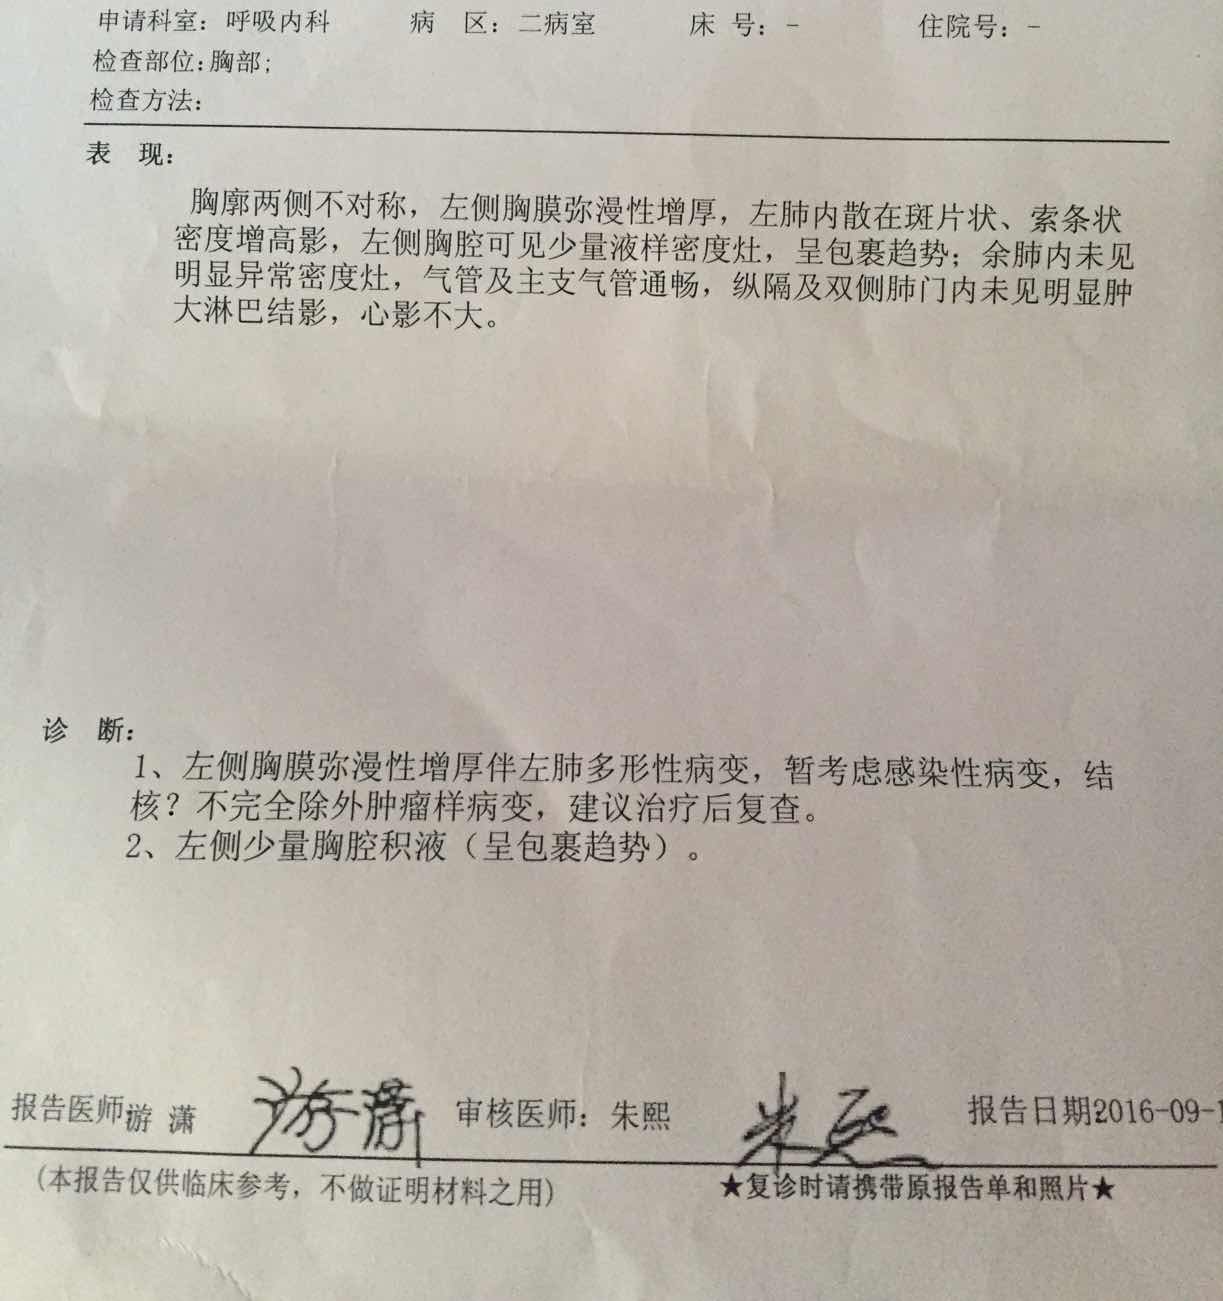 申请科室：呼吸内科 病 区：二病室 床 号：- 住院号：-
检查部位：胸部;
检查方法：
表 现：
胸廓两侧不对称，左侧胸膜弥漫性增厚，左肺内散在斑片状、索条状
密度增高影，左侧胸腔可见少量液样密度灶，呈包裹趋势；余肺内未见
明显异常密度灶，气管及主支气管通畅，纵隔及双侧肺门内未见明显肿
大淋巴结影，心影不大。
诊 断：
1、左侧胸膜弥漫性增厚伴左肺多形性病变，暂考虑感染性病变，结
核？不完全除外肿瘤样病变，建议治疗后复查。
2、左侧少量胸腔积液（呈包裹趋势）。
报告医师：游 潇 游潇 审核医师：朱熙 朱熙 报告日期2016-09-1
(本报告仅供临床参考，不做证明材料之用) ★复诊时请携带原报告单和照片★